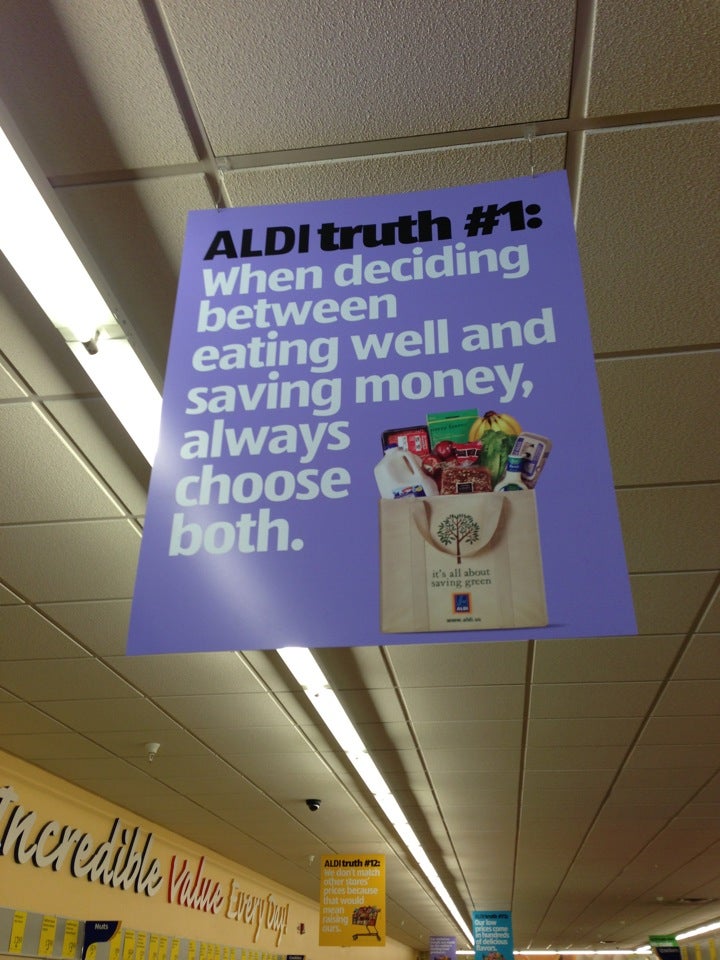 ALDI truth #1:
When deciding
between
eating well and
saving money,
always
choose
both.
it's all about
saving green
ALDI
www.aldi.us
Incredible Value Every Day!
ALDI truth #12:
We don't match
other stores'
prices because
that would
mean
raising
ours.
Our low
prices come
in hundreds
of delicious
flavors.
Nuts